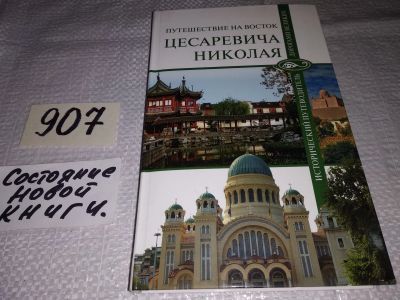 ПУТЕШЕСТВИЕ НА ВОСТОК
ЦЕСАРЕВИЧА
НИКОЛАЯ
ИСТОРИЧЕСКИЙ ПУТЕВОДИТЕЛЬ
907
Состояние
новой
книги.